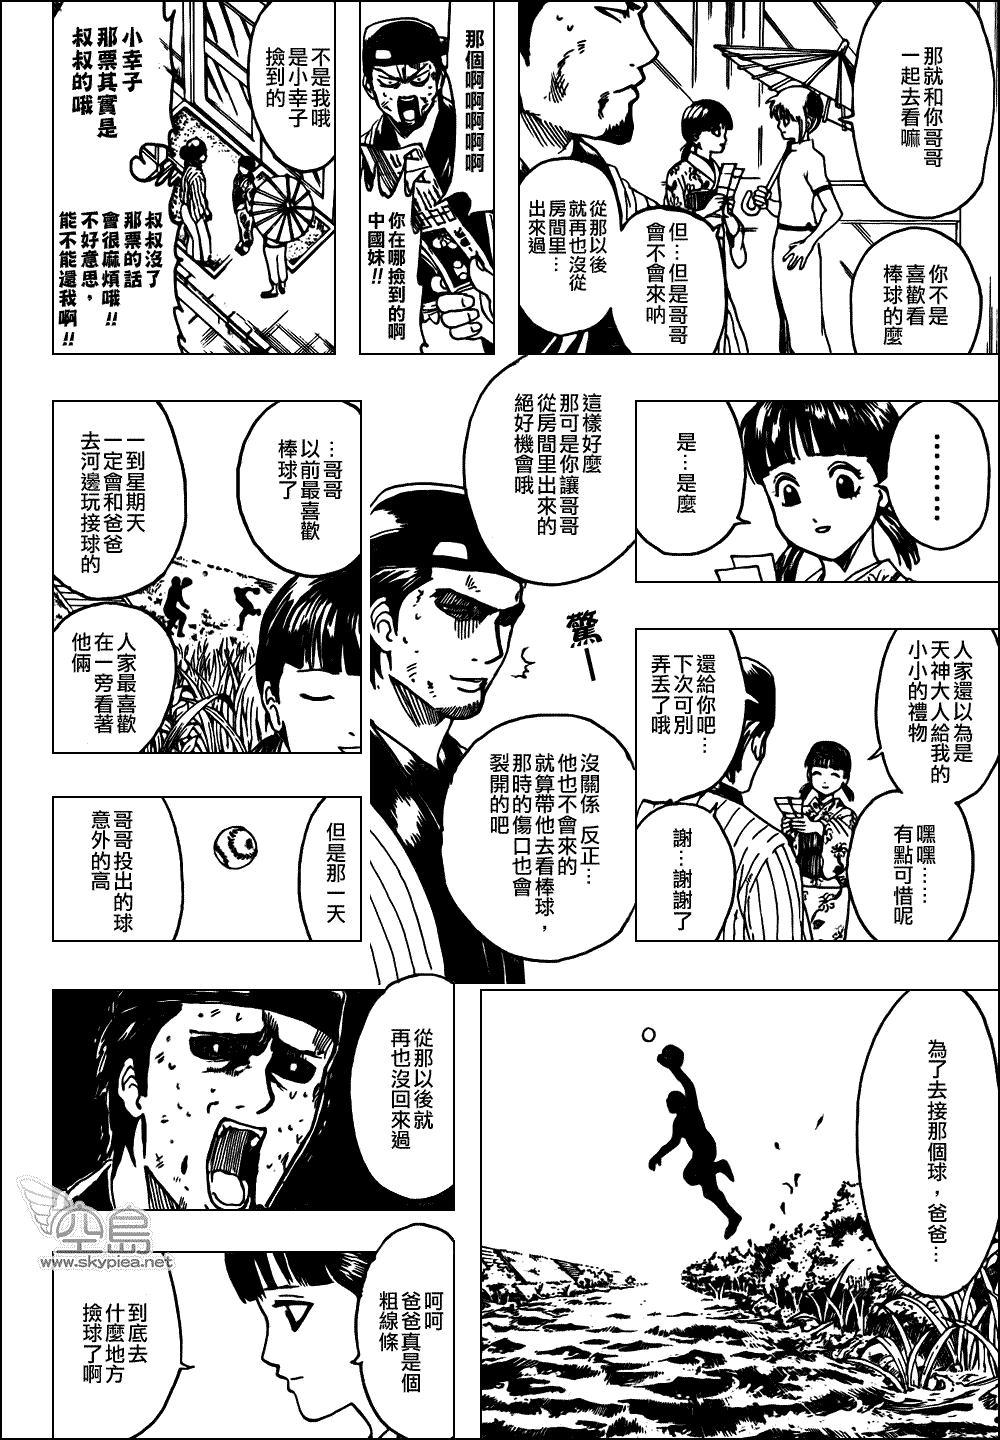 那就和你哥哥
一起去看嘛
你不是
喜歡看
棒球的麼
但…但是哥哥
會不會來吶
從那以後
就再也沒從
房間里…
出來過
那個啊啊啊啊啊
你在哪撿到的啊
中國妹!!
不是我哦
是小幸子
撿到的
小幸子
那票其實是
叔叔的哦
叔叔沒了
那票的話
會很麻煩哦!!
不好意思，
能不能還我啊!!
………
是…是麼
人家還以為是
天神大人給我的
小小的禮物
嘿嘿……
有點可惜呢
還給你吧…
下次可別
弄丟了哦
謝…謝謝了
這樣好麼
那可是你讓哥哥
從房間里出來的
絕好機會哦
驚—
沒關係 反正…
他也不會來的
就算帶他去看棒球，
那時的傷口也會
裂開的吧
…哥哥
以前最喜歡
棒球了
一到星期天
一定會和爸爸
去河邊玩接球的
人家最喜歡
在一旁看著
他倆
但是那一天
哥哥投出的球
意外的高
為了去接那個球，爸爸…
從那以後就
再也沒回來過
呵呵
爸爸真是個
粗線條
到底去
什麼地方
撿球了啊
空島
www.skypiea.net